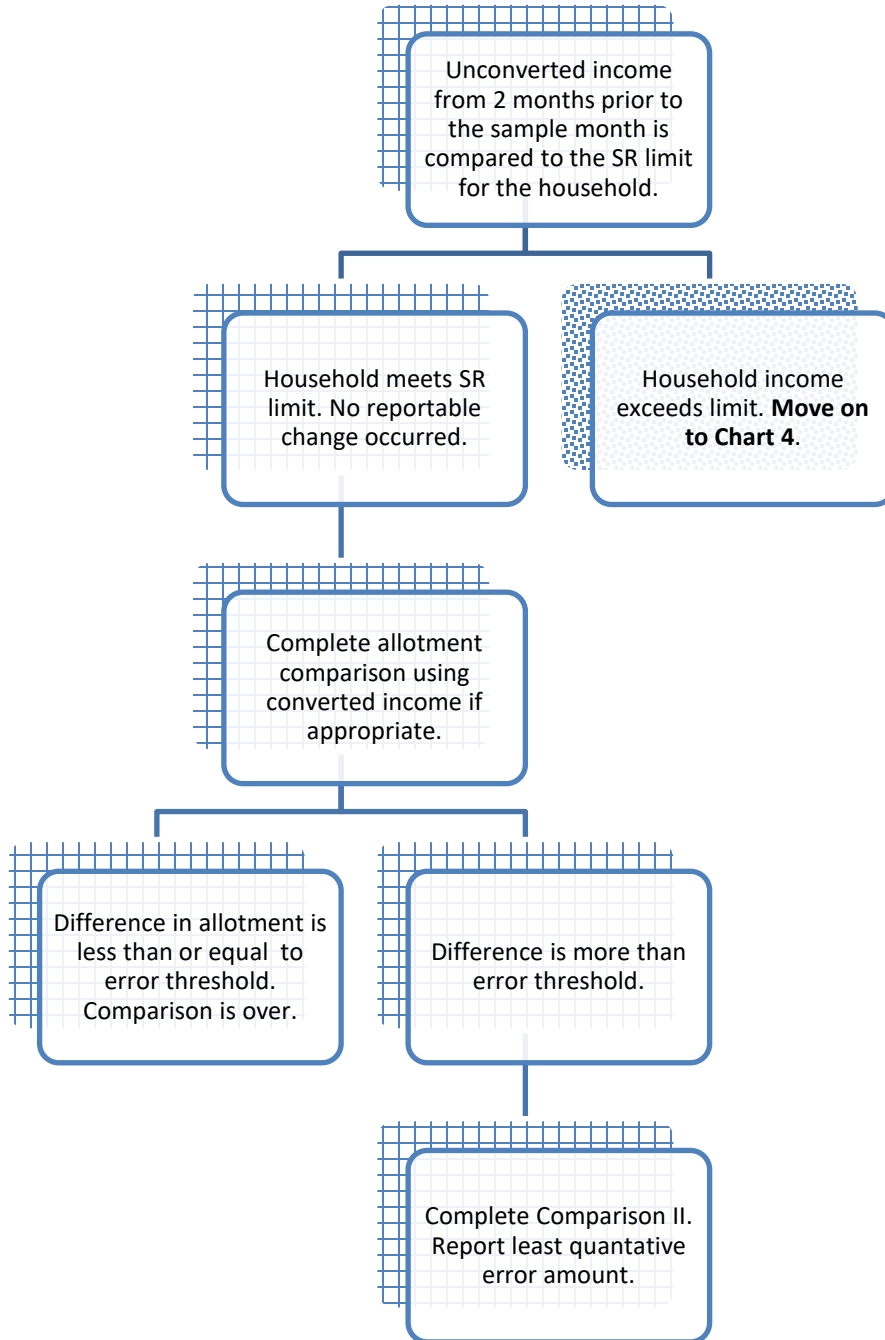 Unconverted income
from 2 months prior to
the sample month is
compared to the SR limit
for the household.
Household meets SR
limit. No reportable
change occurred.
Household income
exceeds limit. Move on
to Chart 4.
Complete allotment
comparison using
converted income if
appropriate.
Difference in allotment is
less than or equal to
error threshold.
Comparison is over.
Difference is more than
error threshold.
Complete Comparison II.
Report least quantative
error amount.